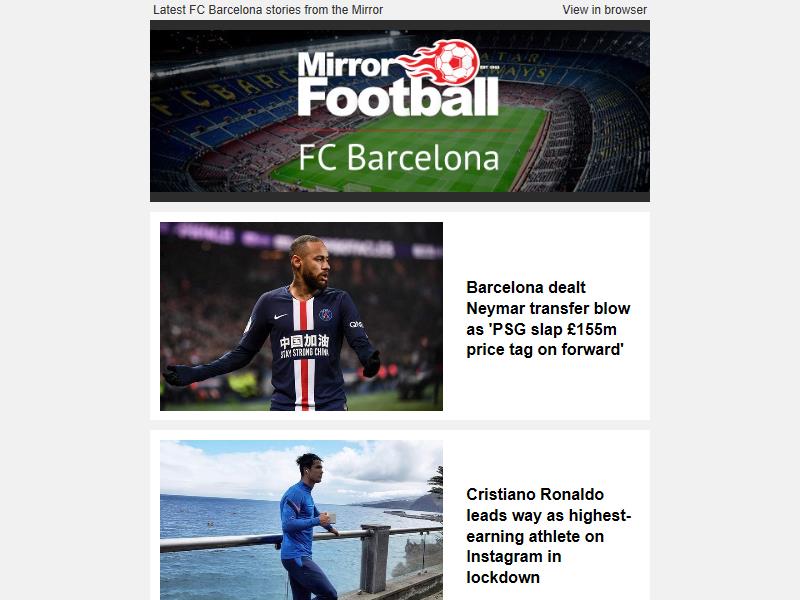 Latest FC Barcelona stories from the Mirror
View in browser
Mirror
Football
FC Barcelona
中国加油
STAY STRONG CHINA
Barcelona dealt
Neymar transfer blow
as 'PSG slap £155m
price tag on forward'
Cristiano Ronaldo
leads way as highest-
earning athlete on
Instagram in
lockdown